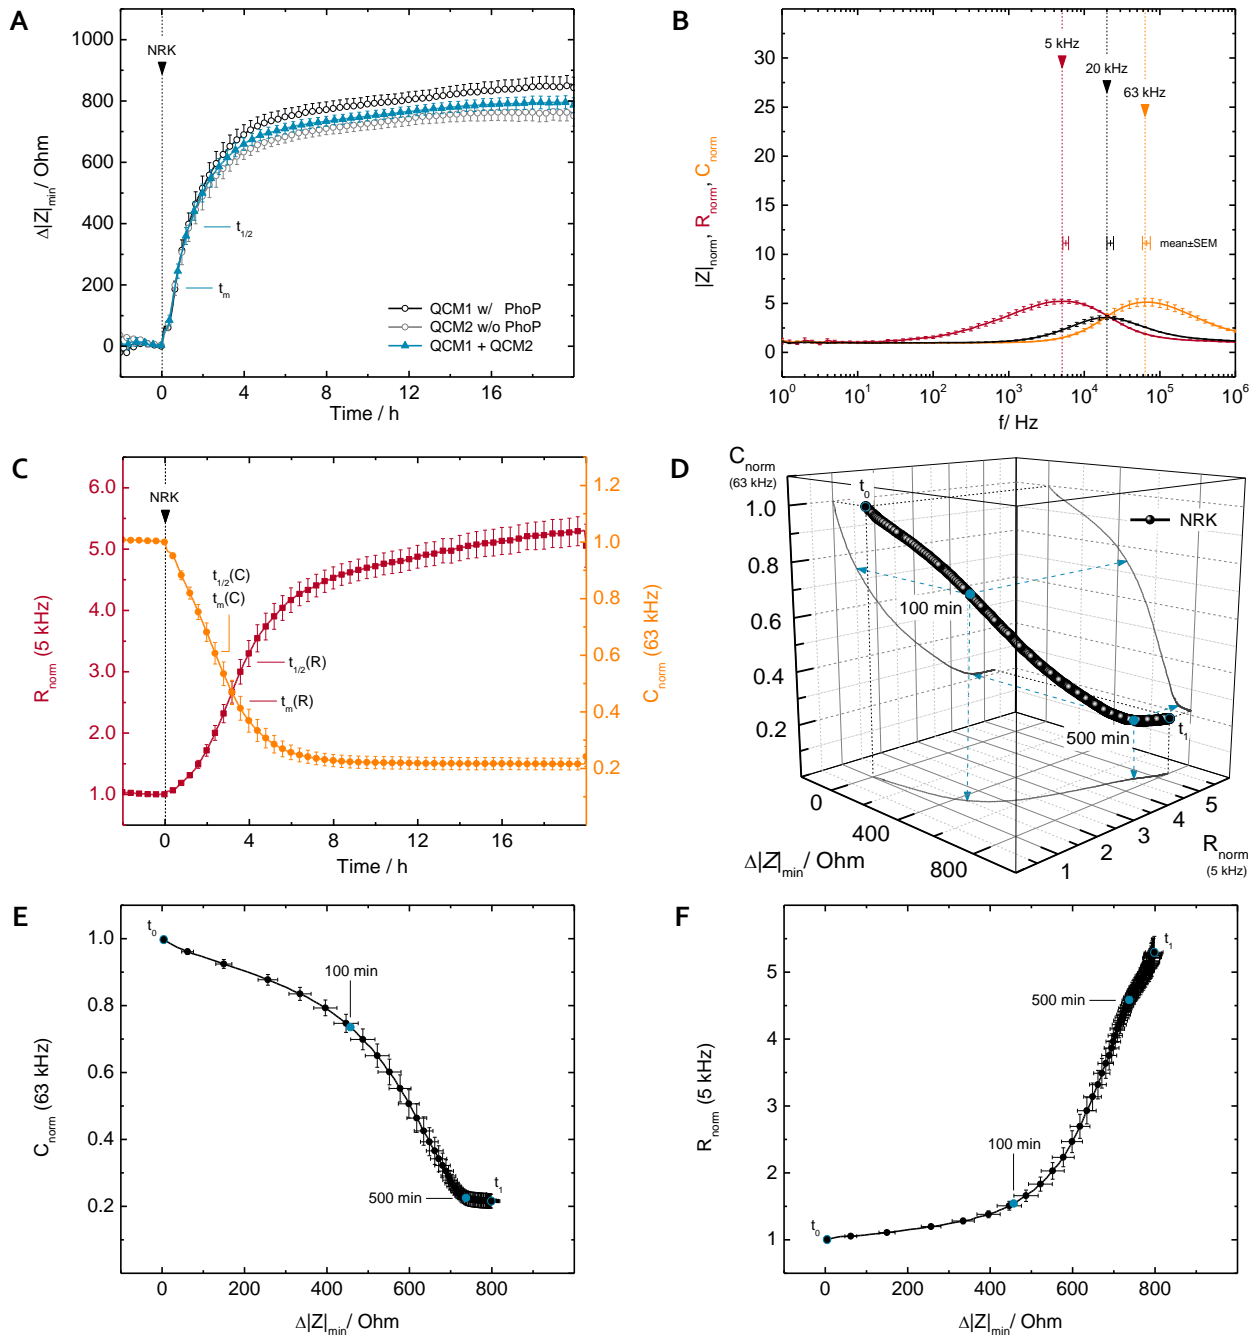 A
NRK
1000
800
600
400
200
0
Δ|Z|min/ Ohm
t1/2
tm
QCM1 w/ PhoP
QCM2 w/o PhoP
QCM1 + QCM2
0 4 8 12 16
Time / h
B
35
30
25
20
15
10
5
0
|Z|norm, Rnorm, Cnorm
5 kHz
20 kHz
63 kHz
mean±SEM
10^0 10^1 10^2 10^3 10^4 10^5 10^6
f/ Hz
C
NRK
6.0
5.0
4.0
3.0
2.0
1.0
Rnorm (5 kHz)
t1/2(C)
tm(C)
t1/2(R)
tm(R)
1.2
1.0
0.8
0.6
0.4
0.2
Cnorm (63 kHz)
0 4 8 12 16
Time / h
D
Cnorm
(63 kHz)
t0
1.0
0.8
0.6
0.4
0.2
NRK
100 min
500 min
t1
0
400
800
Δ|Z|min/ Ohm
1
2
3
4
5
Rnorm
(5 kHz)
E
t0
1.0
0.8
0.6
0.4
0.2
Cnorm (63 kHz)
100 min
500 min
t1
0 200 400 600 800
Δ|Z|min/ Ohm
F
5
4
3
2
1
Rnorm (5 kHz)
t1
500 min
100 min
t0
0 200 400 600 800
Δ|Z|min/ Ohm